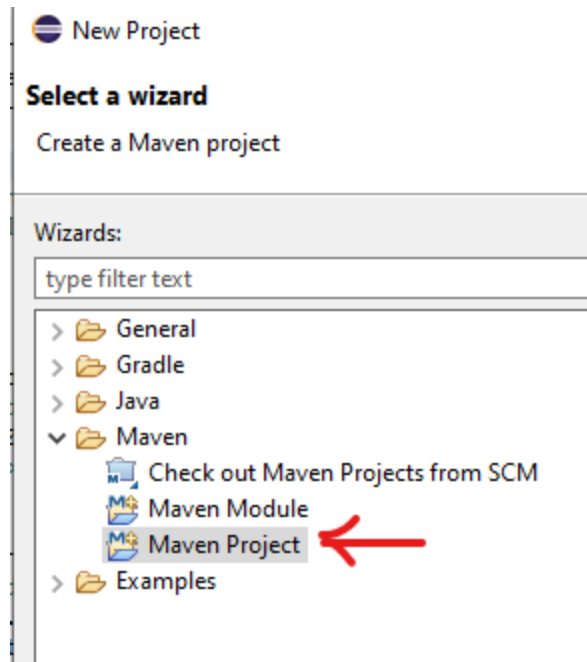 New Project
Select a wizard
Create a Maven project
Wizards:
type filter text
General
Gradle
Java
Maven
Check out Maven Projects from SCM
Maven Module
Maven Project
Examples